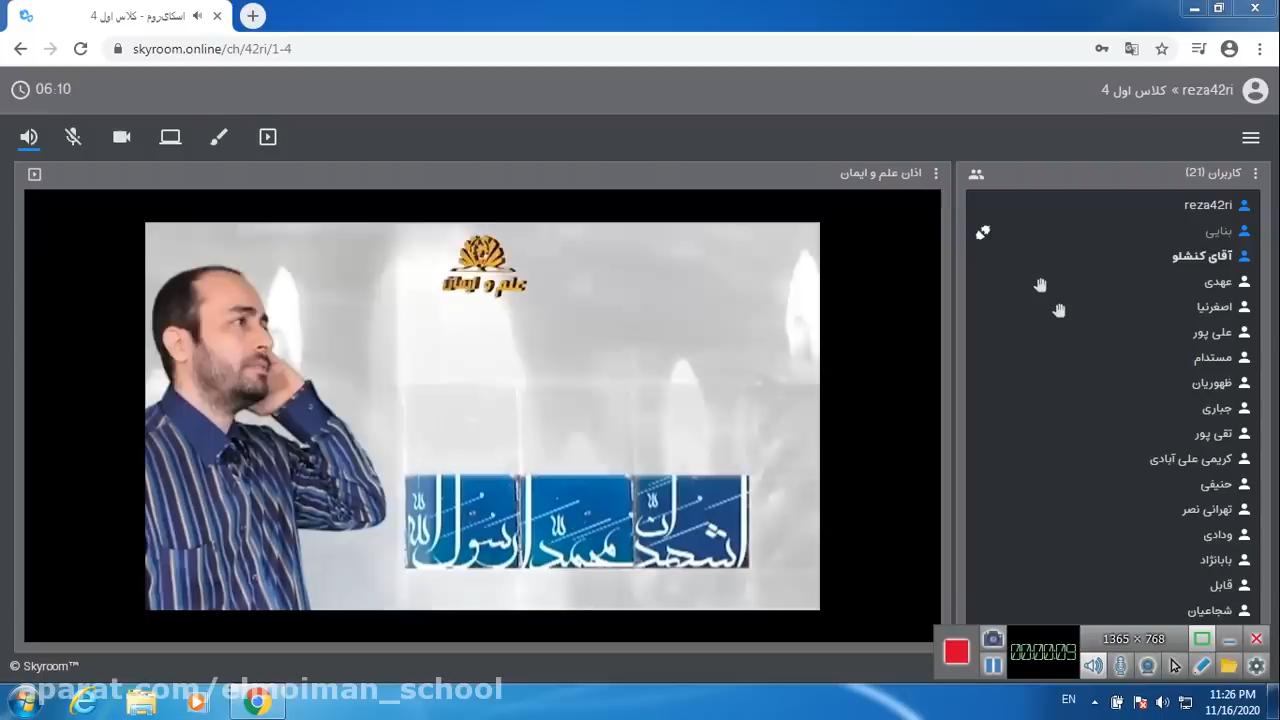 اسکای‌روم - کلاس اول 4
skyroom.online/ch/42ri/1-4
06:10
reza42ri » کلاس اول 4
اذان علم و ایمان
کاربران (21)
علم و ایمان
اشهد ان محمدا رسول الله
reza42ri
بنایی
آقای کنشلو
عهدی
اصغرنیا
علی پور
مستدام
ظهوریان
جباری
تقی پور
کریمی علی آبادی
حنیفی
تهرانی نصر
ودادی
بابانژاد
قابل
شجاعیان
1365 × 768
00:00:09
© Skyroom™
aparat.com/elmoiman_school
EN
11:26 PM
11/16/2020